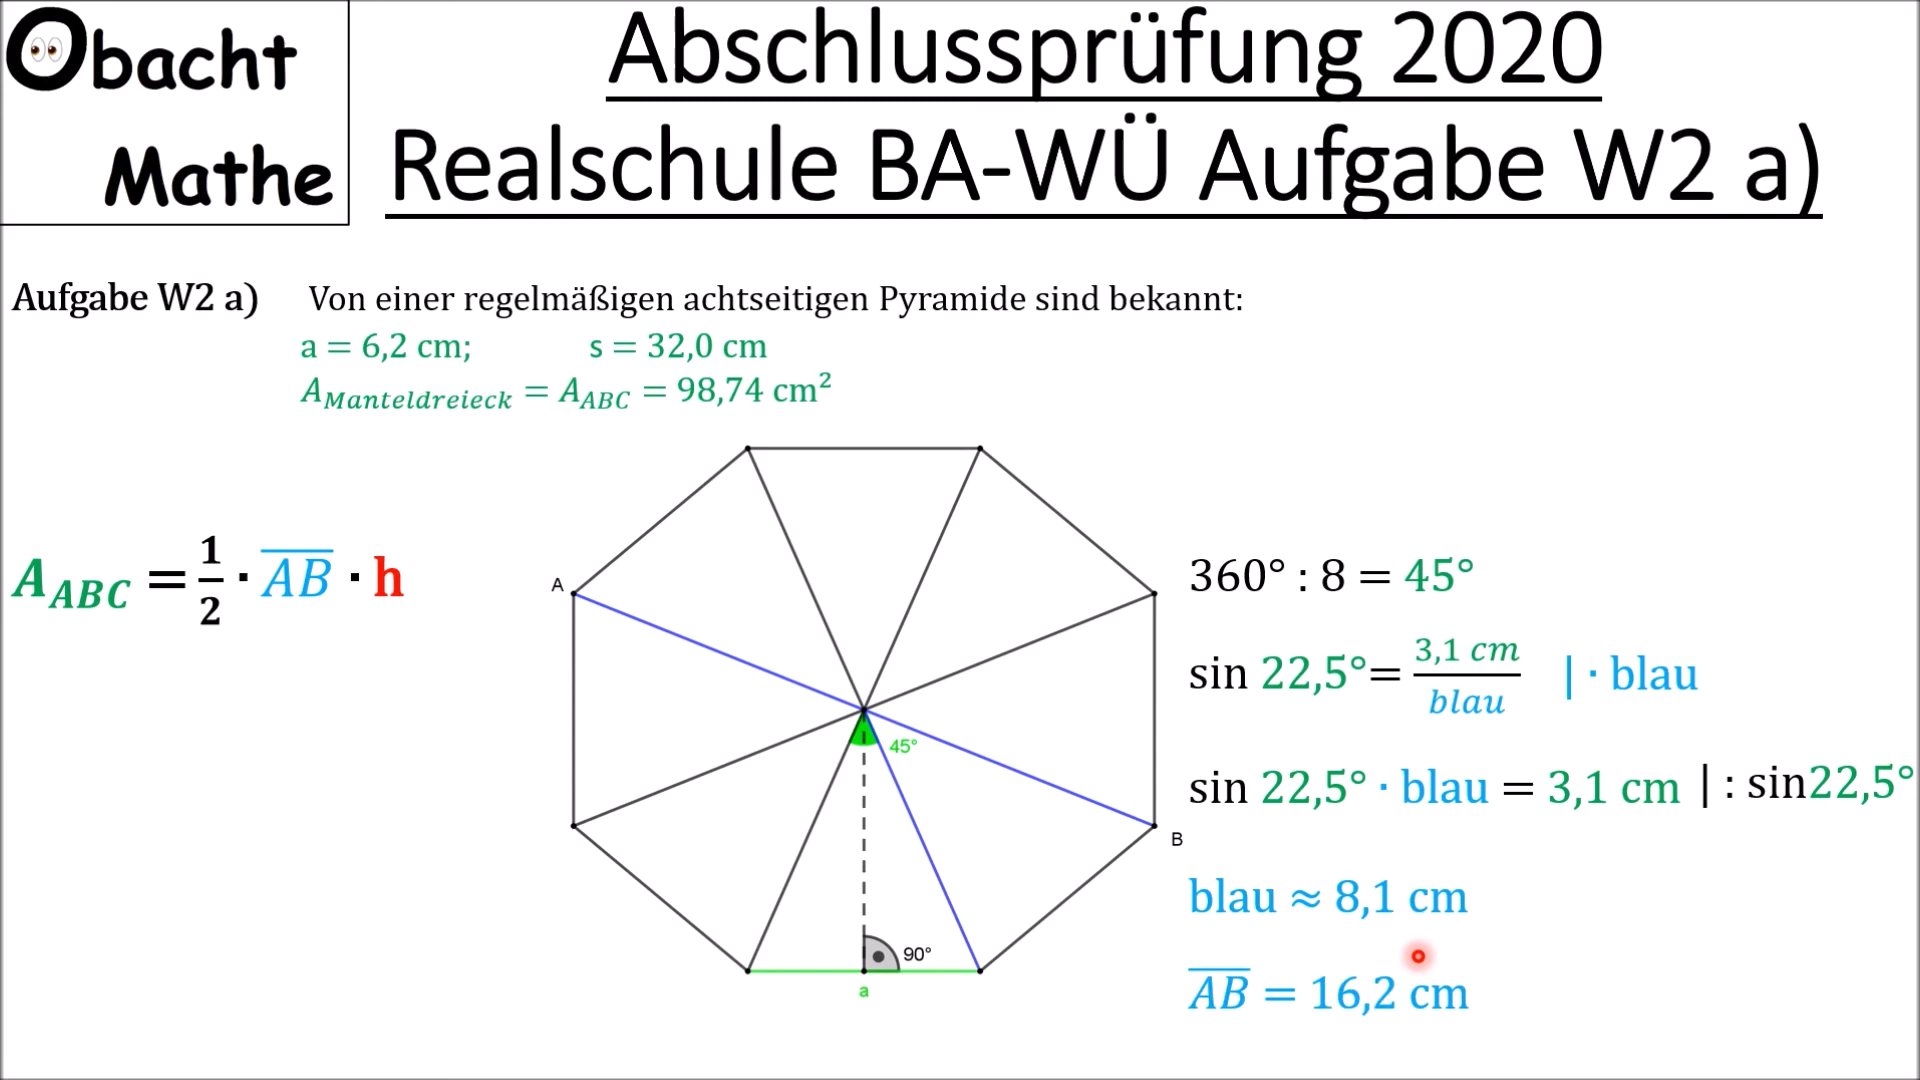 Obacht
Mathe
Abschlussprüfung 2020
Realschule BA-WÜ Aufgabe W2 a)
Aufgabe W2 a) Von einer regelmäßigen achtseitigen Pyramide sind bekannt:
a = 6,2 cm; s = 32,0 cm
A_Manteldreieck = A_ABC = 98,74 cm²
A_ABC = 1/2 · AB · h
A
B
45°
90°
a
360° : 8 = 45°
sin 22,5° = 3,1 cm / blau | · blau
sin 22,5° · blau = 3,1 cm | : sin22,5°
blau ≈ 8,1 cm
AB = 16,2 cm